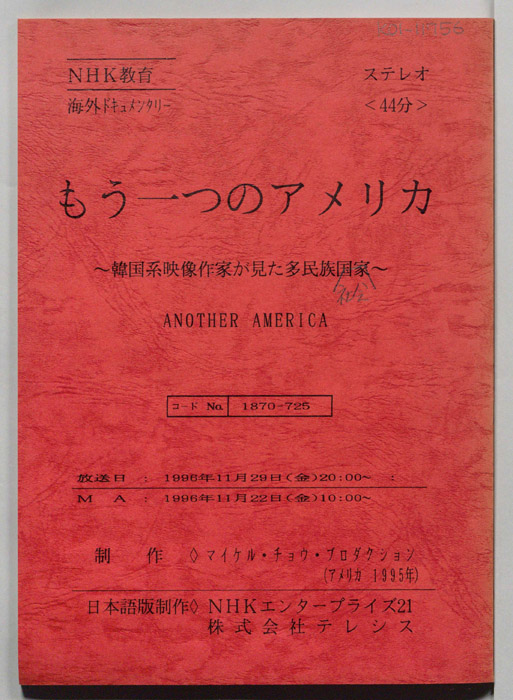 NHK教育
ステレオ
海外ドキュメンタリー
＜44分＞
もう一つのアメリカ
～韓国系映像作家が見た多民族国家～
ANOTHER AMERICA
コード No. 1870-725
放送日 : 1996年11月29日(金)20:00～ :
MA : 1996年11月22日(金)10:00～
制作 ◇マイケル・チョウ・プロダクション
(アメリカ 1995年)
日本語版制作◇ NHKエンタープライズ21
株式会社テレシス